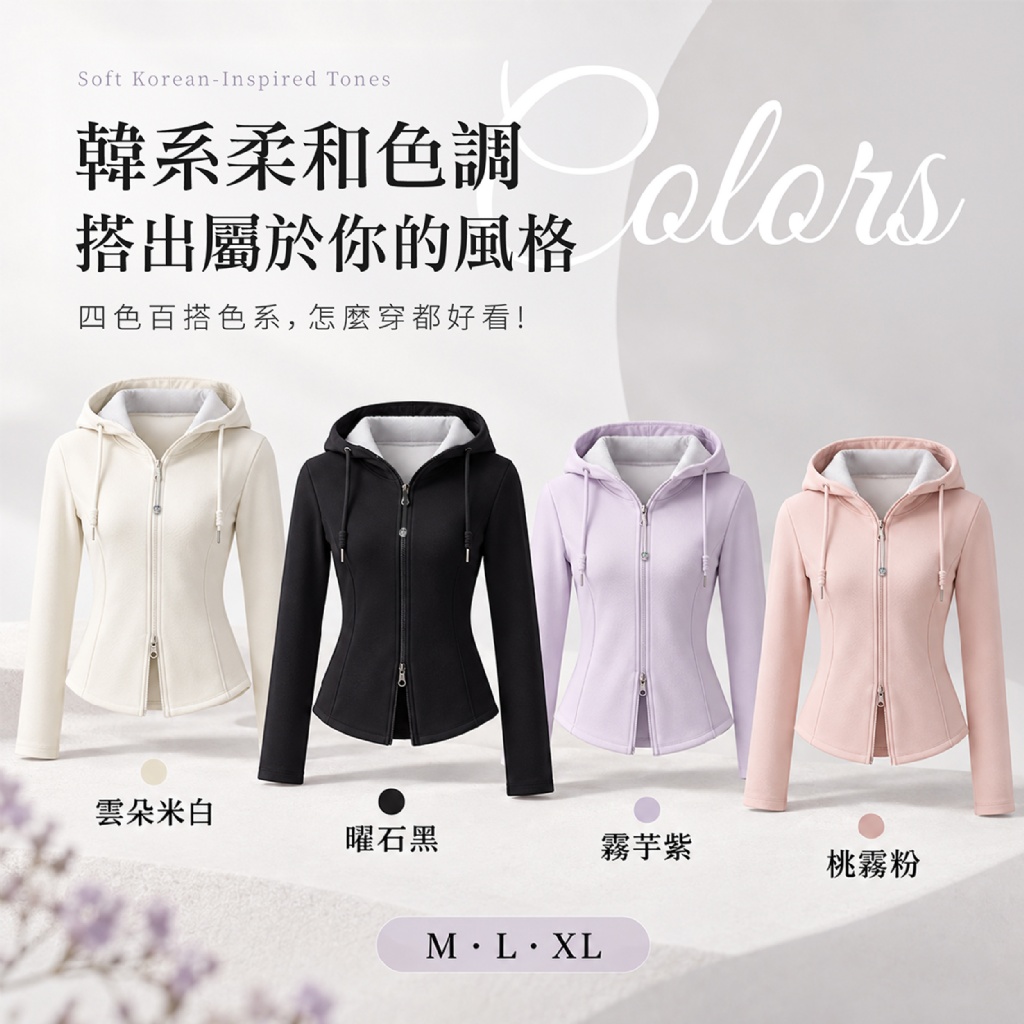 Soft Korean-Inspired Tones
Colors
韓系柔和色調
搭出屬於你的風格
四色百搭色系，怎麼穿都好看！
雲朵米白
曜石黑
霧芋紫
桃霧粉
M · L · XL